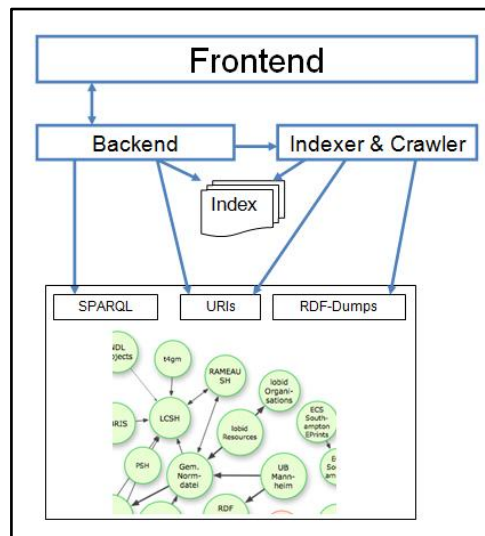 Frontend
Backend
Indexer & Crawler
Index
SPARQL
URIs
RDF-Dumps
t4gm
RAMEAU
SH
lobid
Organi-
sations
LCSH
ECS
South-
ampton
EPrints
lobid
Resources
PSH
Gem.
Norm-
datei
UB
Mann-
heim
RDF